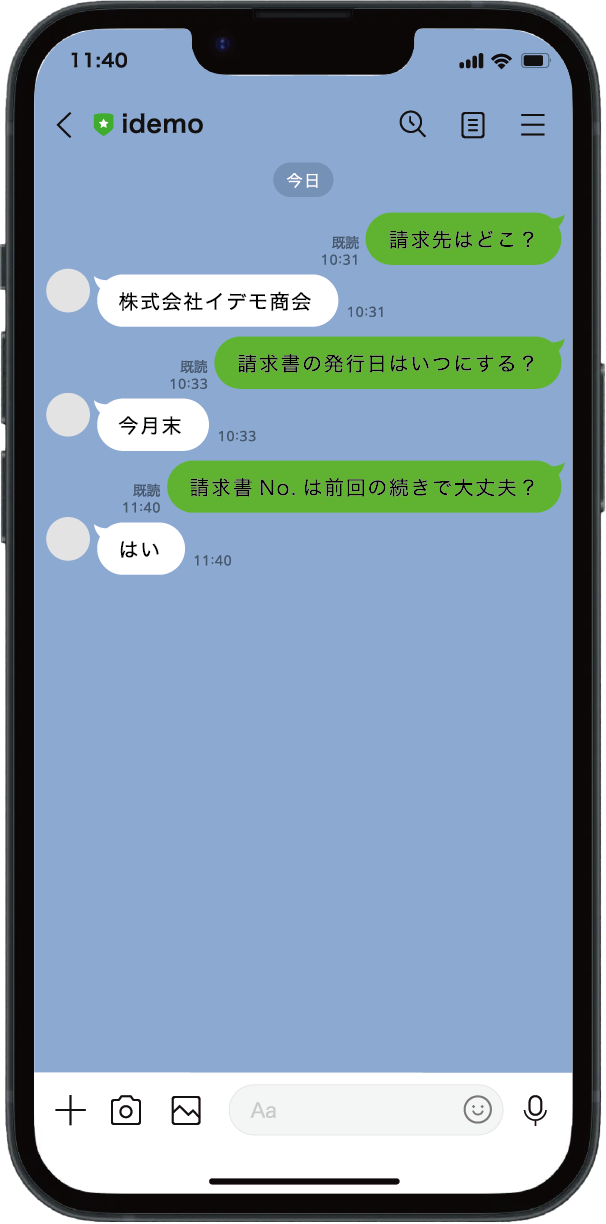 11:40
idemo
今日
請求先はどこ？
既読
10:31
株式会社イデモ商会
10:31
請求書の発行日はいつにする？
既読
10:33
今月末
10:33
請求書 No. は前回の続きで大丈夫？
既読
11:40
はい
11:40
Aa